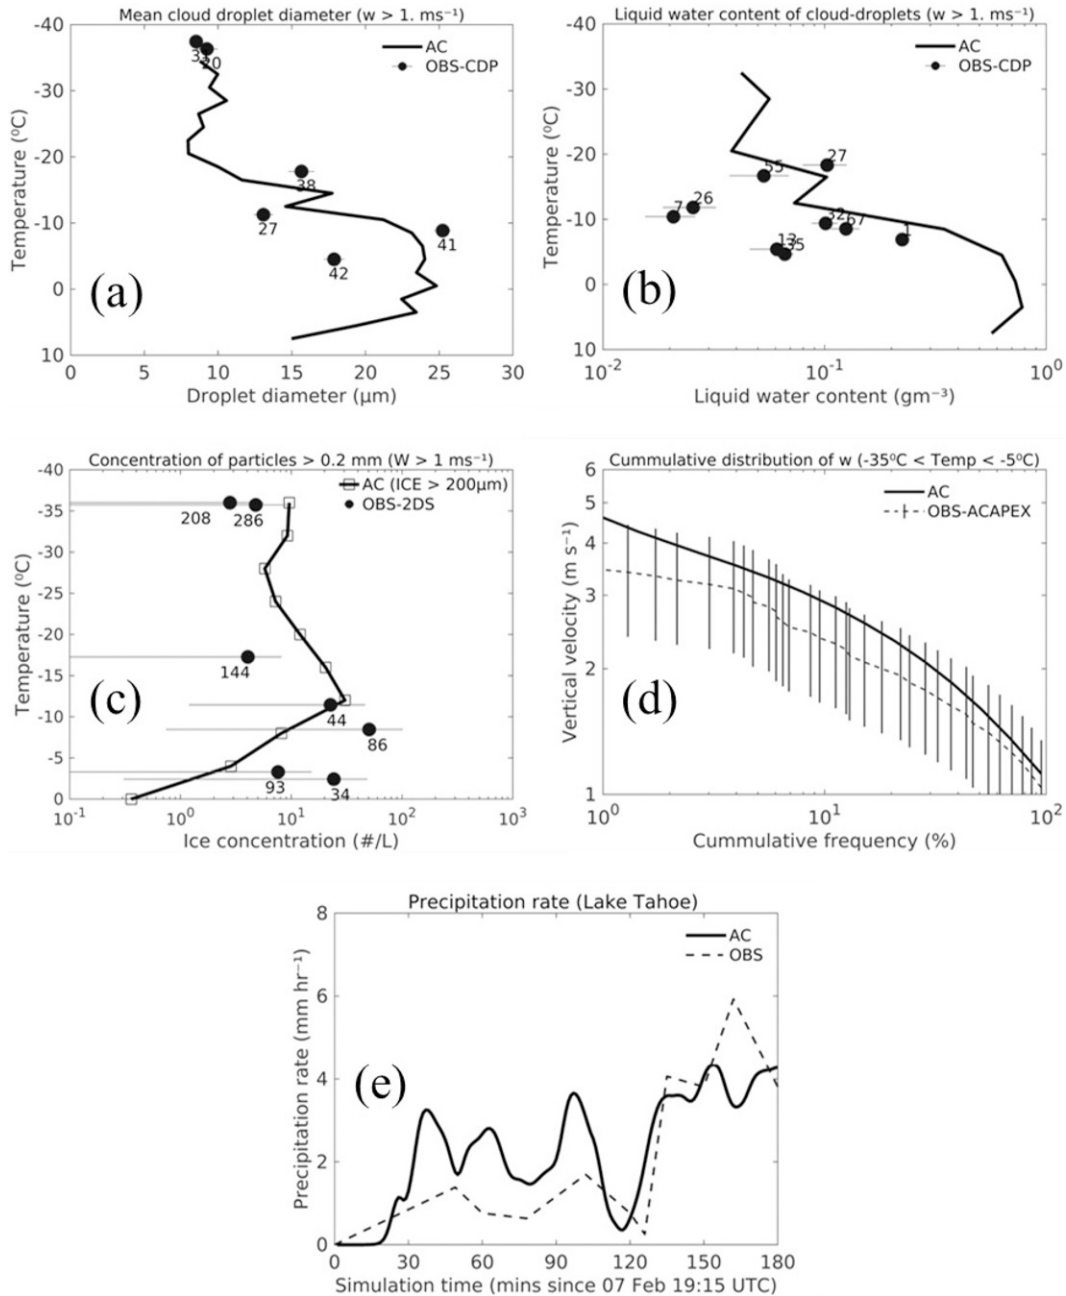 Mean cloud droplet diameter (w > 1. ms⁻¹)
-40
-30
-20
-10
0
10
Temperature (⁰C)
AC
OBS-CDP
20
38
27
41
42
(a)
0 5 10 15 20 25 30
Droplet diameter (μm)
Liquid water content of cloud-droplets (w > 1. ms⁻¹)
-40
-30
-20
-10
0
10
Temperature (⁰C)
AC
OBS-CDP
27
55
26
7
32
67
1
13
35
(b)
10⁻² 10⁻¹ 10⁰
Liquid water content (gm⁻³)
Concentration of particles > 0.2 mm (W > 1 ms⁻¹)
-40
-35
-30
-25
-20
-15
-10
-5
0
Temperature (⁰C)
AC (ICE > 200μm)
OBS-2DS
208 286
144
44
86
93 34
(c)
10⁻¹ 10⁰ 10¹ 10² 10³
Ice concentration (#/L)
Cummulative distribution of w (-35⁰C < Temp < -5⁰C)
6
5
4
3
2
1
Vertical velocity (m s⁻¹)
AC
OBS-ACAPEX
(d)
10⁰ 10¹ 10²
Cummulative frequency (%)
Precipitation rate (Lake Tahoe)
8
6
4
2
0
Precipitation rate (mm hr⁻¹)
AC
OBS
(e)
0 30 60 90 120 150 180
Simulation time (mins since 07 Feb 19:15 UTC)